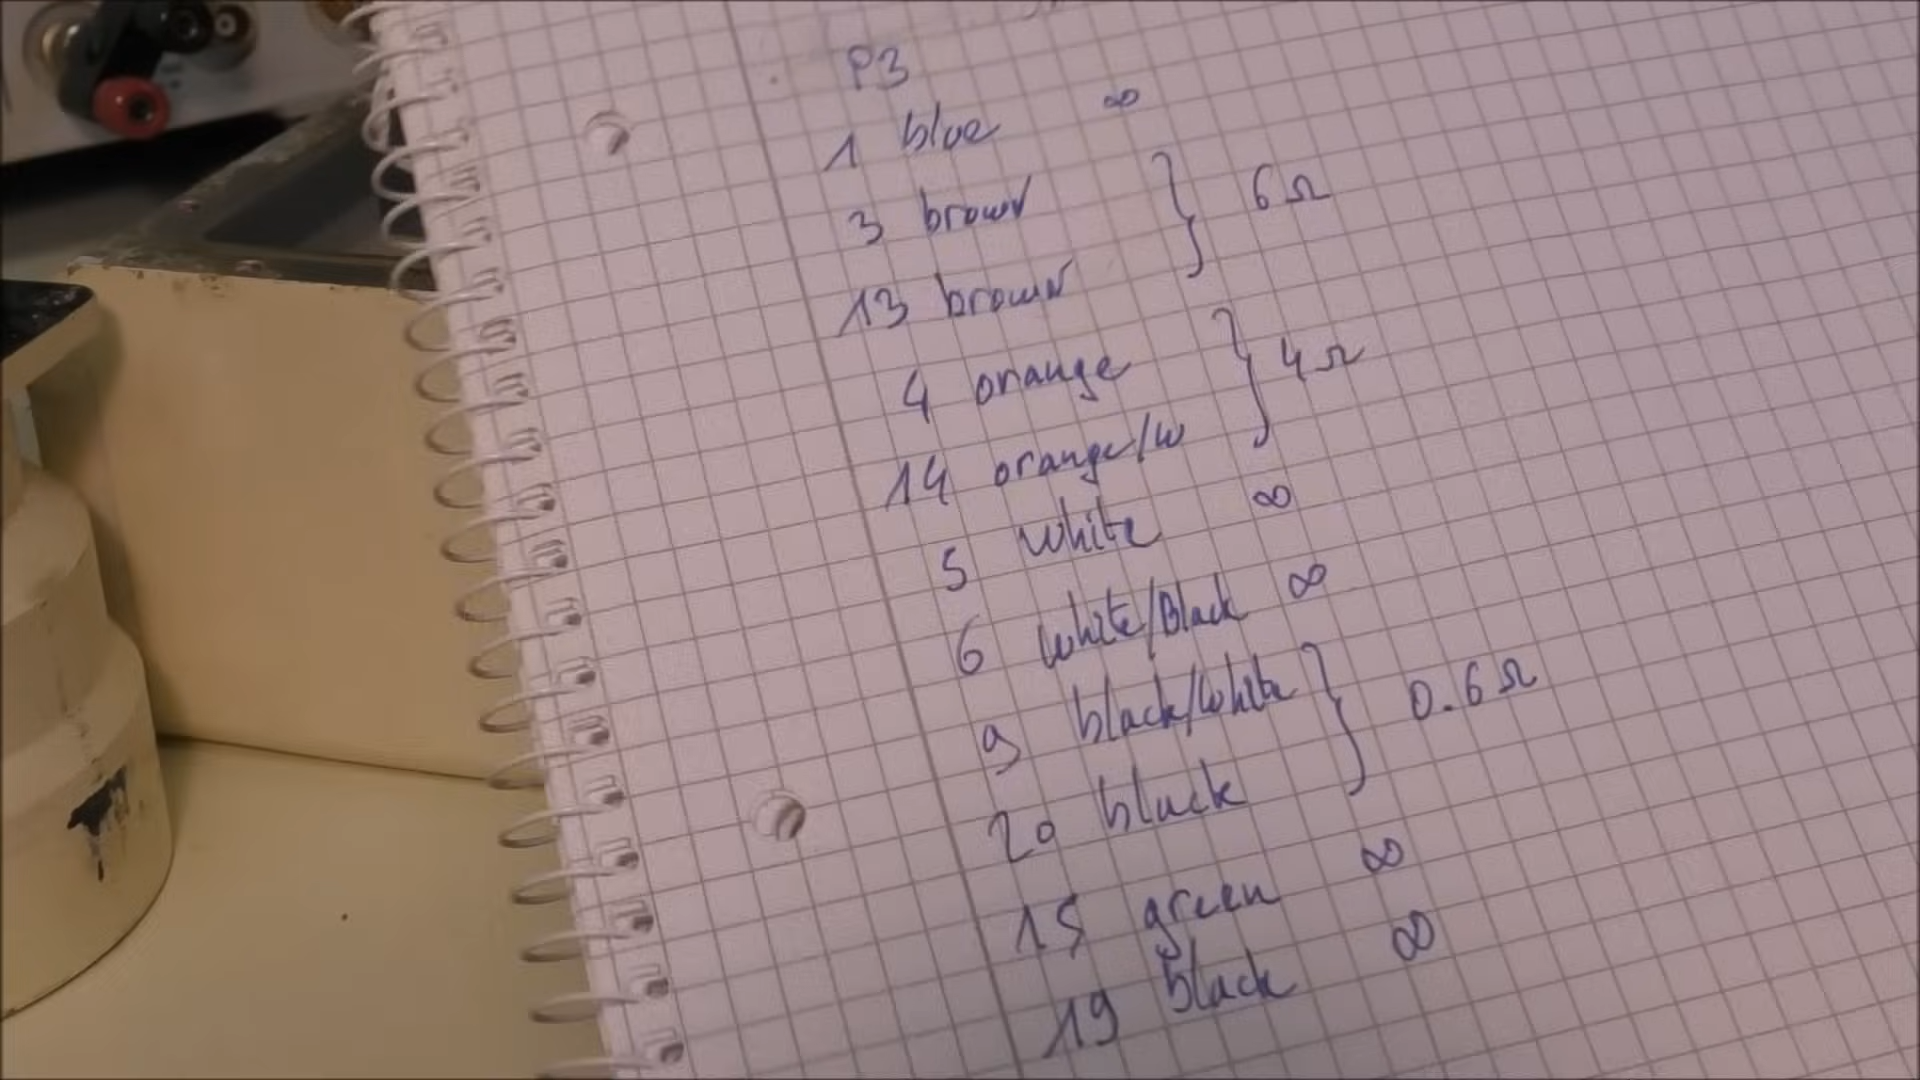 P3
1 blue ∞
3 brown } 6Ω
13 brown
4 orange } 4Ω
14 orange/w
5 white ∞
6 white/Black ∞
9 black/white } 0.6Ω
20 black
15 green ∞
19 black ∞